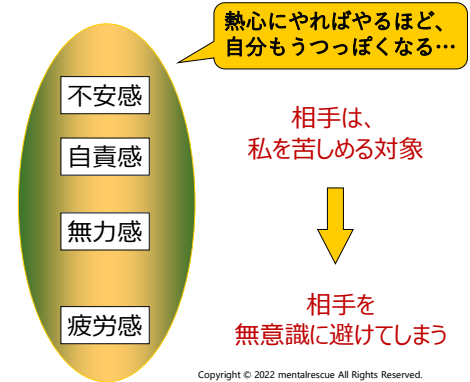 熱心にやればやるほど、
自分もうつっぽくなる…
不安感
自責感
無力感
疲労感
相手は、
私を苦しめる対象
相手を
無意識に避けてしまう
Copyright © 2022 mentalrescue All Rights Reserved.